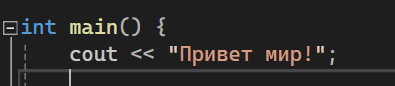 int main() {
cout << "Привет мир!";